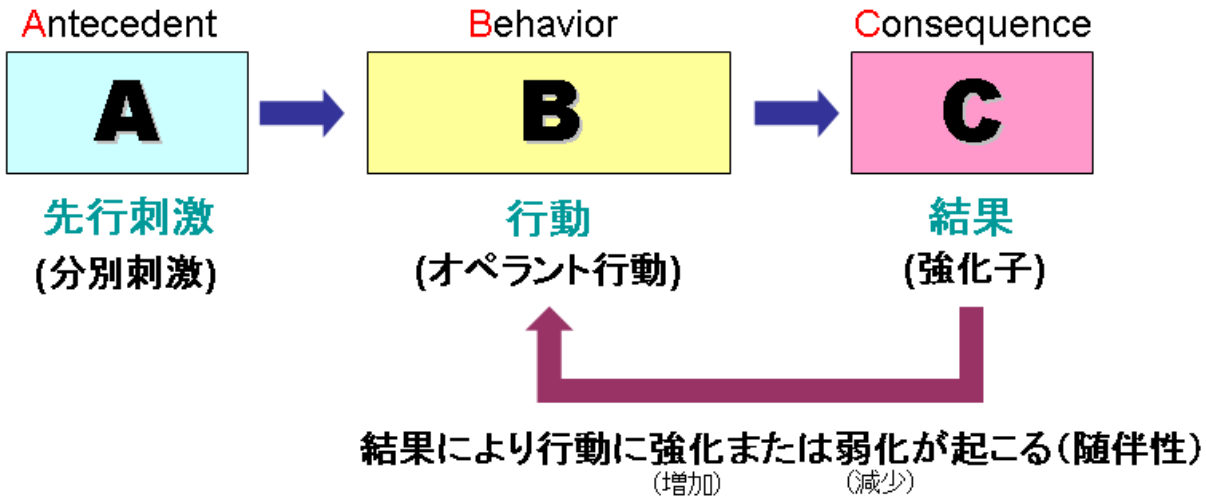 Antecedent Behavior Consequence
A B C
先行刺激 行動 結果
(分別刺激) (オペラント行動) (強化子)
結果により行動に強化または弱化が起こる(随伴性)
(増加) (減少)